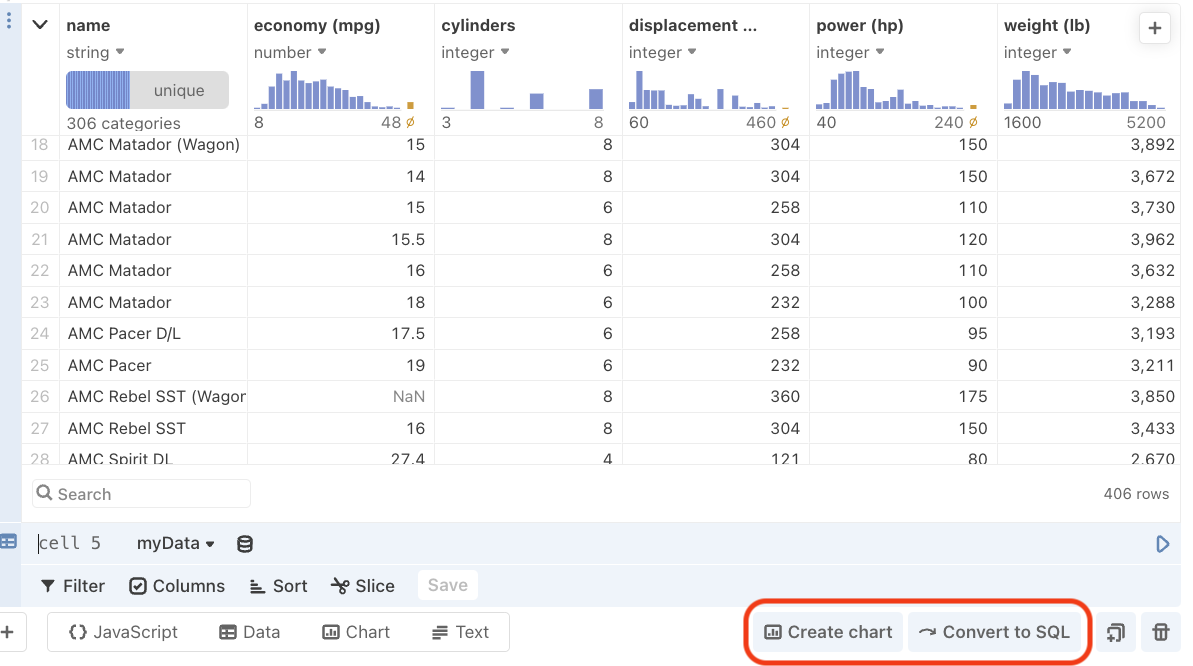 name economy (mpg) cylinders displacement ... power (hp) weight (lb) +
string number integer integer integer integer
unique
306 categories 8 48 ø 3 8 60 460 ø 40 240 ø 1600 5200
18 AMC Matador (Wagon) 15 8 304 150 3,892
19 AMC Matador 14 8 304 150 3,672
20 AMC Matador 15 6 258 110 3,730
21 AMC Matador 15.5 8 304 120 3,962
22 AMC Matador 16 6 258 110 3,632
23 AMC Matador 18 6 232 100 3,288
24 AMC Pacer D/L 17.5 6 258 95 3,193
25 AMC Pacer 19 6 232 90 3,211
26 AMC Rebel SST (Wagon NaN 8 360 175 3,850
27 AMC Rebel SST 16 8 304 150 3,433
28 AMC Spirit DL 27.4 4 121 80 2,670
Search 406 rows
cell 5 myData
Filter Columns Sort Slice Save
+ {} JavaScript Data Chart Text Create chart Convert to SQL